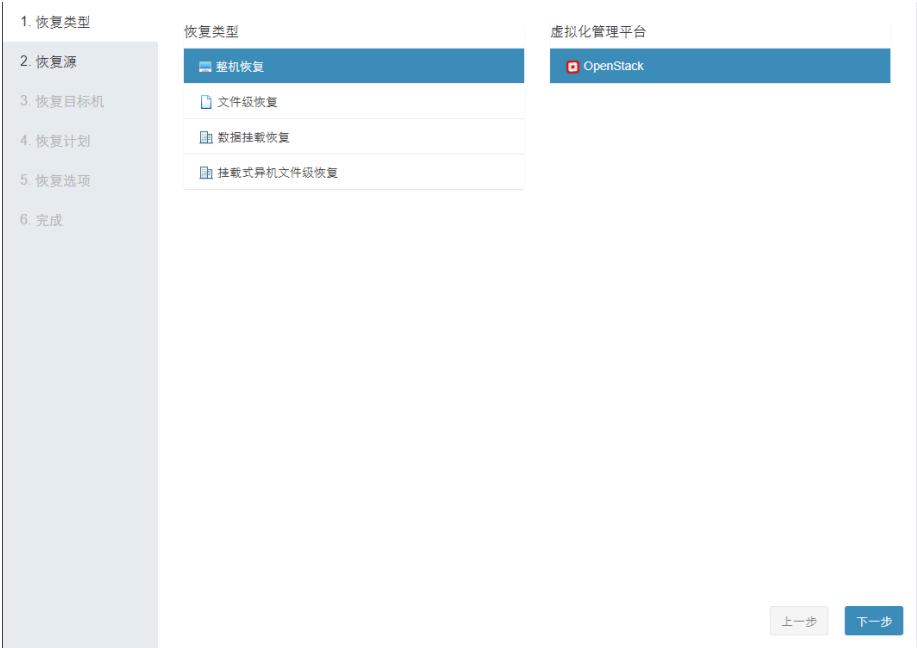 1. 恢复类型
2. 恢复源
3. 恢复目标机
4. 恢复计划
5. 恢复选项
6. 完成
恢复类型
整机恢复
文件级恢复
数据挂载恢复
挂载式异机文件级恢复
虚拟化管理平台
OpenStack
上一步
下一步